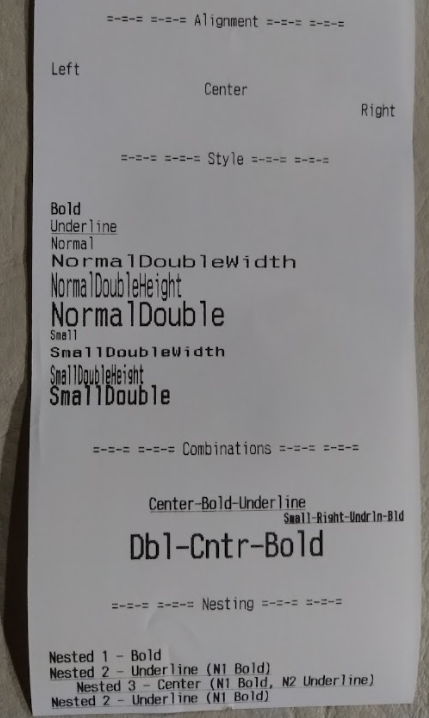 =-=-= =-=-= Alignment =-=-= =-=-=
Left
Center
Right
=-=-= =-=-= Style =-=-= =-=-=
Bold
Underline
Normal
NormalDoubleWidth
NormalDoubleHeight
NormalDouble
Small
SmallDoubleWidth
SmallDoubleHeight
SmallDouble
=-=-= =-=-= Combinations =-=-= =-=-=
Center-Bold-Underline
Small-Right-Undrln-Bld
Dbl-Cntr-Bold
=-=-= =-=-= Nesting =-=-= =-=-=
Nested 1 - Bold
Nested 2 - Underline (N1 Bold)
Nested 3 - Center (N1 Bold, N2 Underline)
Nested 2 - Underline (N1 Bold)